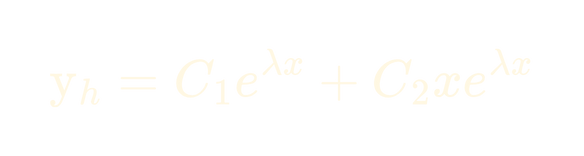 y_h = C_1e^{λx} + C_2xe^{λx}